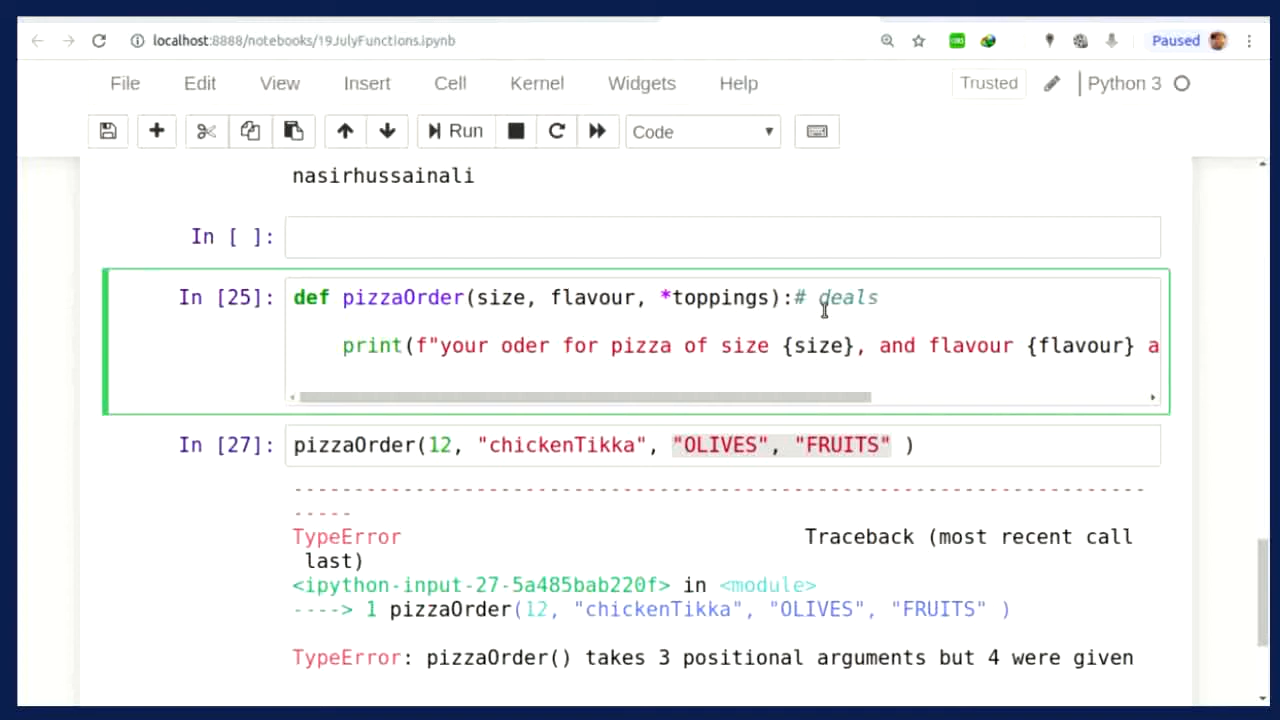 localhost:8888/notebooks/19JulyFunctions.ipynb
Paused
File Edit View Insert Cell Kernel Widgets Help
Trusted Python 3
Run Code
nasirhussainali
In [ ]:
In [25]: def pizzaOrder(size, flavour, *toppings):# deals
print(f"your oder for pizza of size {size}, and flavour {flavour} a
In [27]: pizzaOrder(12, "chickenTikka", "OLIVES", "FRUITS" )
---------------------------------------------------------------------------
TypeError Traceback (most recent call
last)
<ipython-input-27-5a485bab220f> in <module>
----> 1 pizzaOrder(12, "chickenTikka", "OLIVES", "FRUITS" )
TypeError: pizzaOrder() takes 3 positional arguments but 4 were given